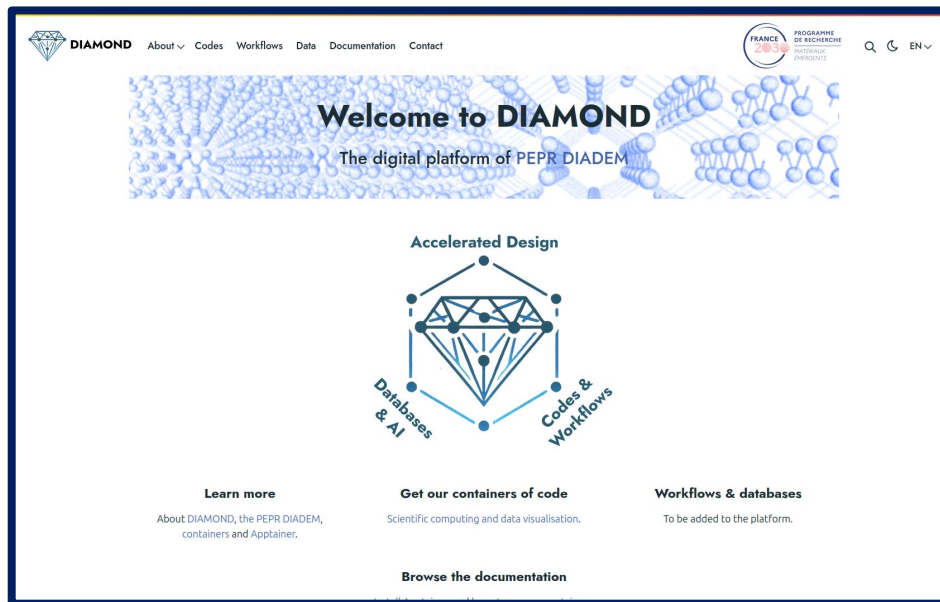 DIAMOND About Codes Workflows Data Documentation Contact
FRANCE
2030
PROGRAMME
DE RECHERCHE
MATÉRIAUX
ÉMERGENTS
EN
Welcome to DIAMOND
The digital platform of PEPR DIADEM
Accelerated Design
Databases
& AI
Codes &
Workflows
Learn more
About DIAMOND, the PEPR DIADEM,
containers and Apptainer.
Get our containers of code
Scientific computing and data visualisation.
Workflows & databases
To be added to the platform.
Browse the documentation